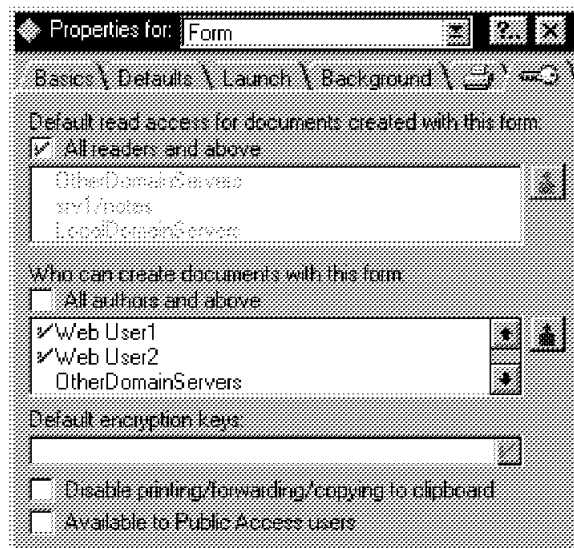 Properties for: Form ?..
Basics Defaults Launch Background
Default read access for documents created with this form:
All readers and above
OtherDomainServers
srv1/notes
LocalDomainServers
Who can create documents with this form:
All authors and above
Web User1
Web User2
OtherDomainServers
Default encryption keys:
Disable printing/forwarding/copying to clipboard
Available to Public Access users